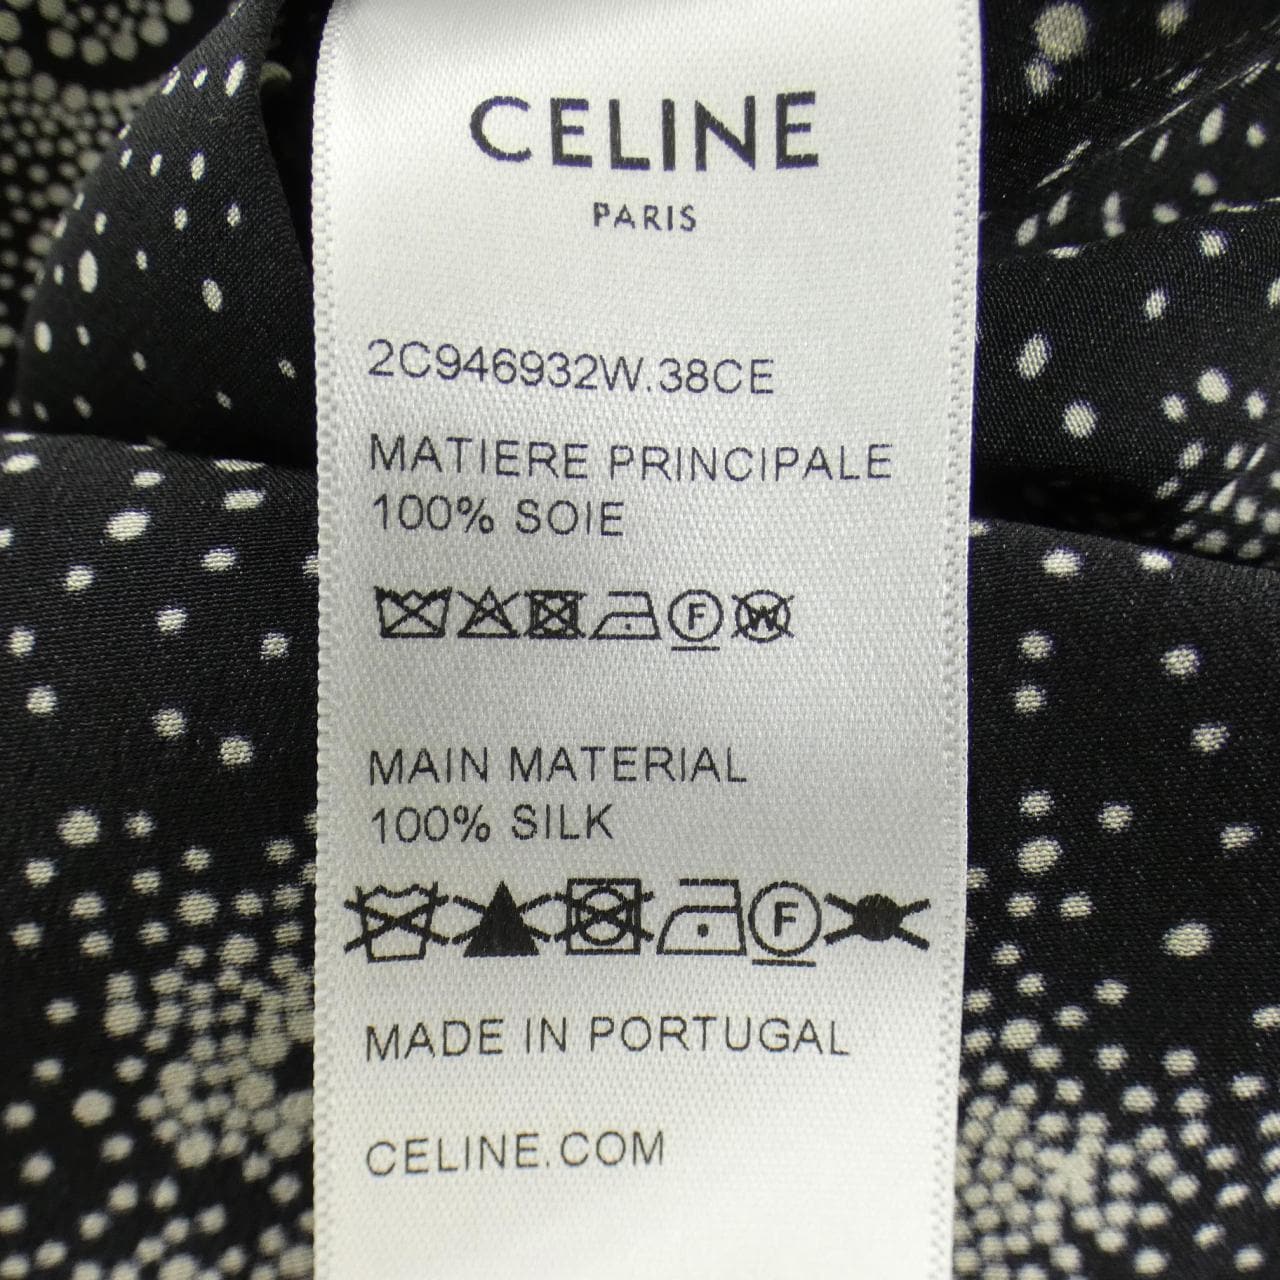 CELINE
PARIS
2C946932W.38CE
MATIERE PRINCIPALE
100% SOIE
F W
MAIN MATERIAL
100% SILK
F
MADE IN PORTUGAL
CELINE.COM